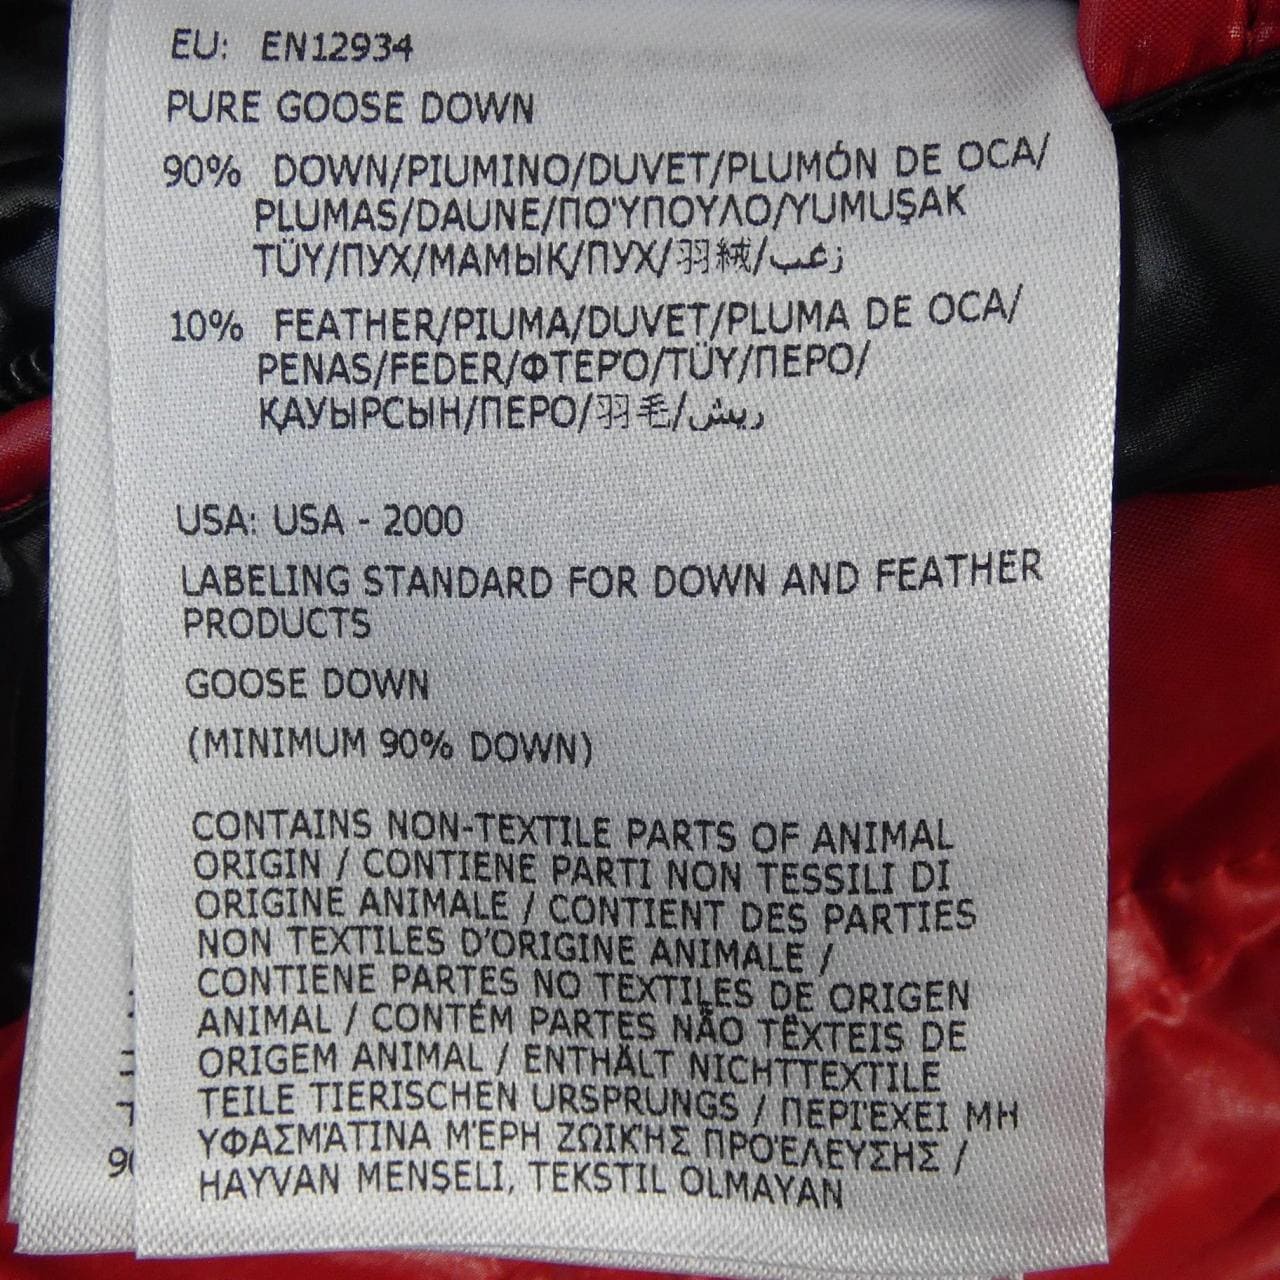 EU: EN12934
PURE GOOSE DOWN
90% DOWN/PIUMINO/DUVET/PLUMÓN DE OCA/
PLUMAS/DAUNE/ΠΟΎΠΟΥΛΟ/YUMUŞAK
TÜY/ПУХ/МАМЫҚ/ПУХ/羽絨/زغب
10% FEATHER/PIUMA/DUVET/PLUMA DE OCA/
PENAS/FEDER/ΦΤΕΡΌ/TÜY/ПЕРО/
ҚАУЫРСЫН/ПЕРО/羽毛/ريش
USA: USA - 2000
LABELING STANDARD FOR DOWN AND FEATHER
PRODUCTS
GOOSE DOWN
(MINIMUM 90% DOWN)
CONTAINS NON-TEXTILE PARTS OF ANIMAL
ORIGIN / CONTIENE PARTI NON TESSILI DI
ORIGINE ANIMALE / CONTIENT DES PARTIES
NON TEXTILES D'ORIGINE ANIMALE /
CONTIENE PARTES NO TEXTILES DE ORIGEN
ANIMAL / CONTÉM PARTES NÃO TÊXTEIS DE
ORIGEM ANIMAL / ENTHÄLT NICHTTEXTILE
TEILE TIERISCHEN URSPRUNGS / ΠΕΡΙΈΧΕΙ ΜΗ
ΥΦΑΣΜΆΤΙΝΑ ΜΈΡΗ ΖΩΙΚΉΣ ΠΡΟΈΛΕΥΣΗΣ /
HAYVAN MENŞELI, TEKSTIL OLMAYAN